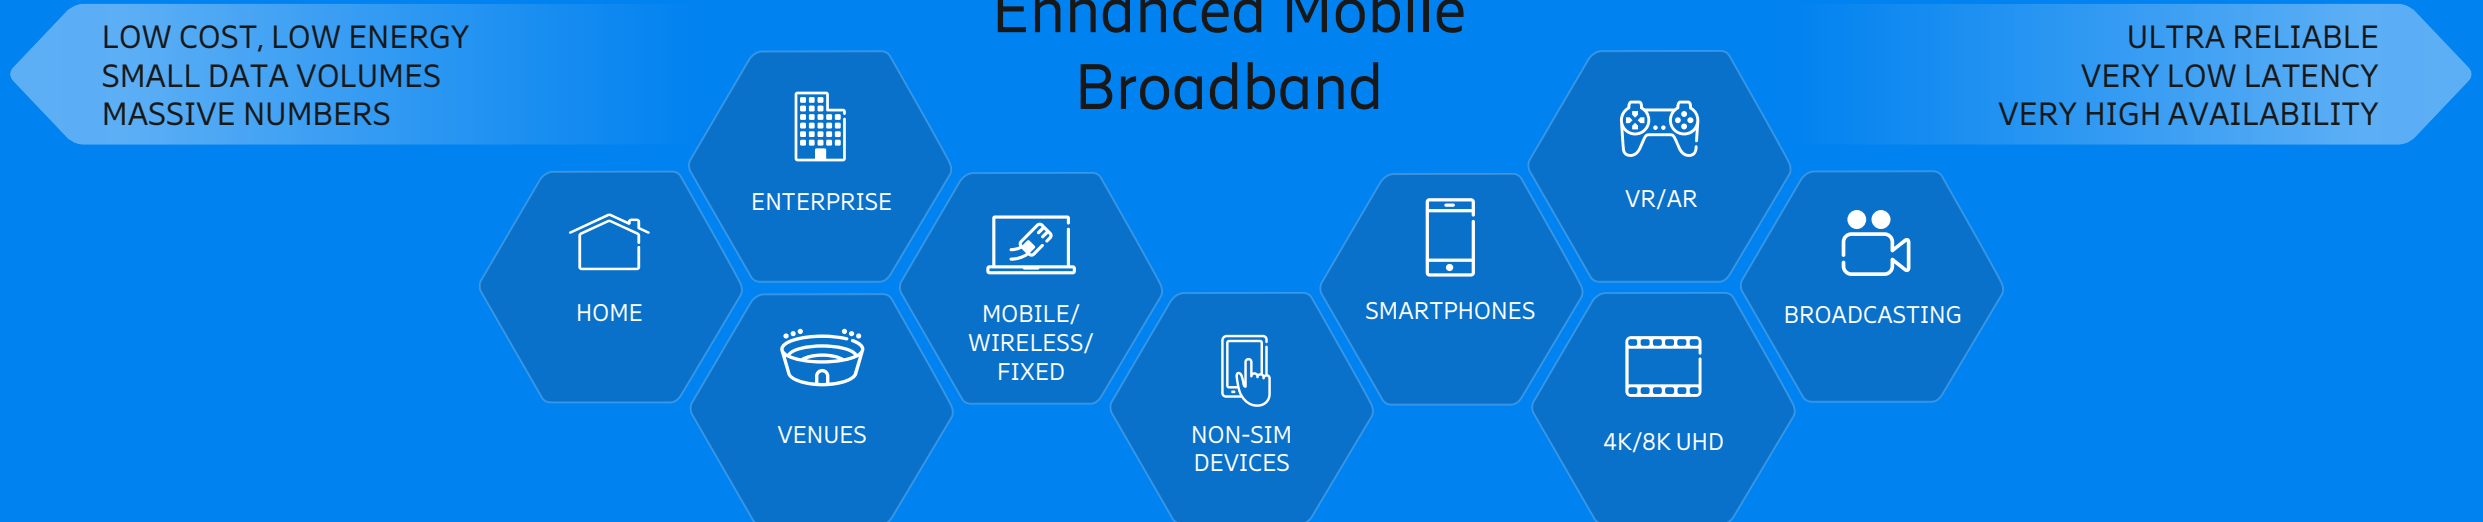 LOW COST, LOW ENERGY
SMALL DATA VOLUMES
MASSIVE NUMBERS
Enhanced Mobile
Broadband
ULTRA RELIABLE
VERY LOW LATENCY
VERY HIGH AVAILABILITY
ENTERPRISE
VR/AR
HOME
MOBILE/
WIRELESS/
FIXED
SMARTPHONES
BROADCASTING
VENUES
NON-SIM
DEVICES
4K/8K UHD